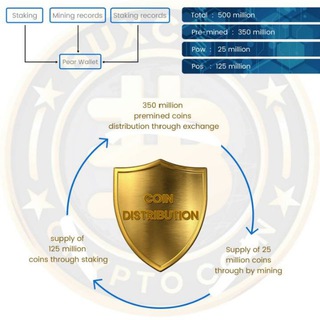 Staking
Mining records
Staking records
Pear Wallet
Total : 500 million
Pre-mined : 350 million
Pow : 25 million
Pos : 125 million
350 million
premined coins
distribution through exchange
COIN
DISTRIBUTION
supply of
125 million
coins through staking
Supply of 25
million coins
through by mining